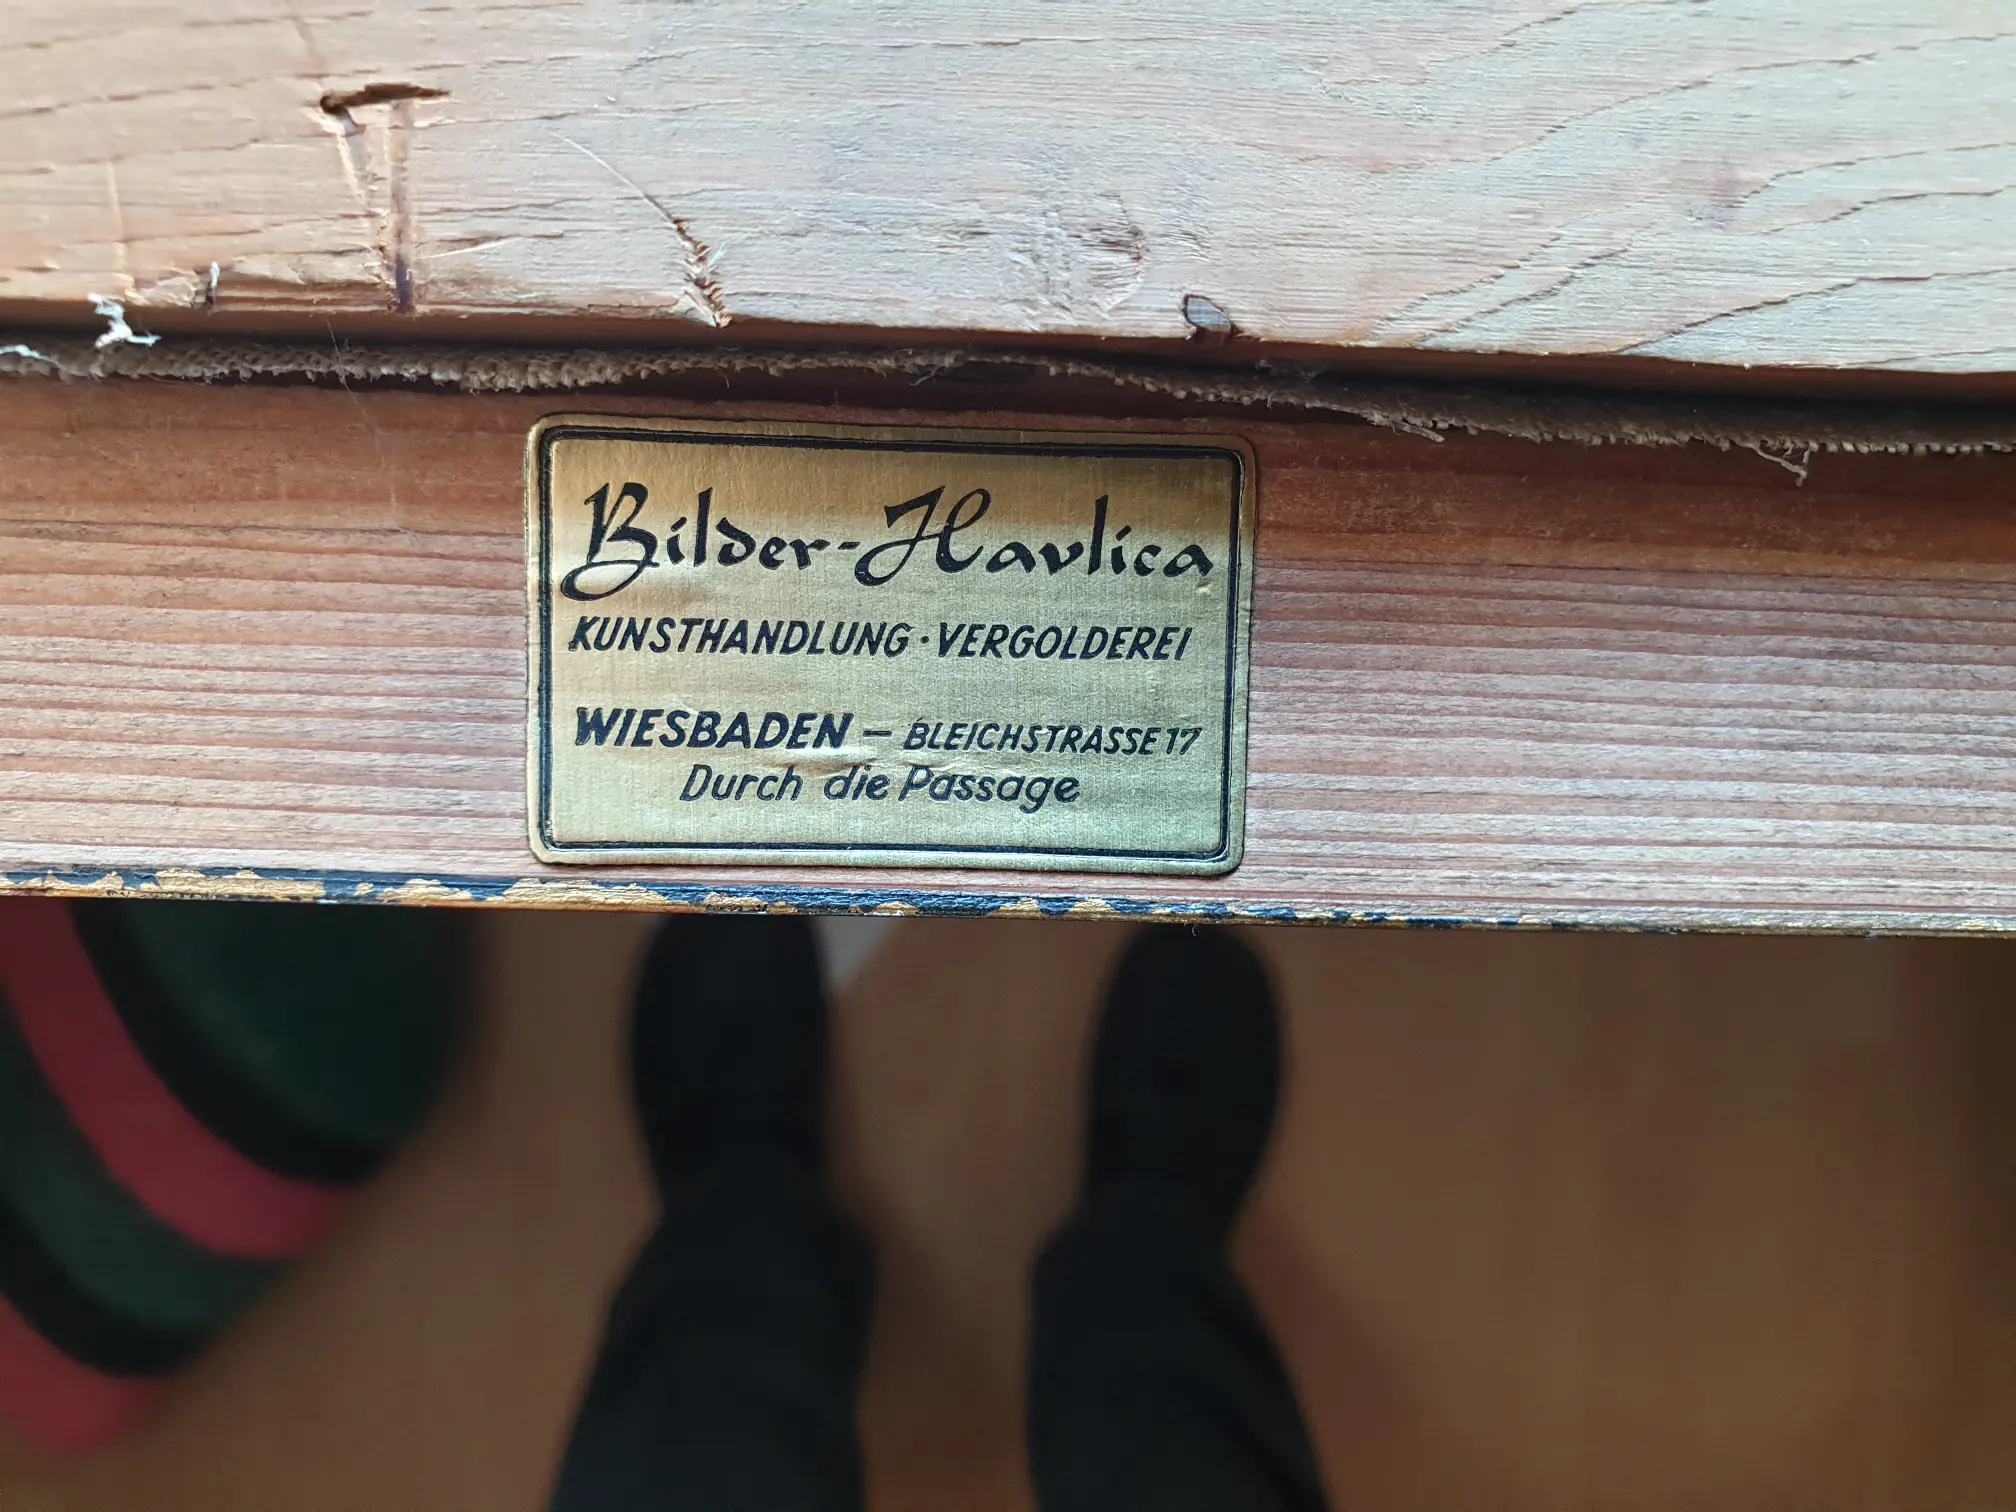 Bilder-Havlica
KUNSTHANDLUNG · VERGOLDEREI
WIESBADEN — BLEICHSTRASSE 17
Durch die Passage